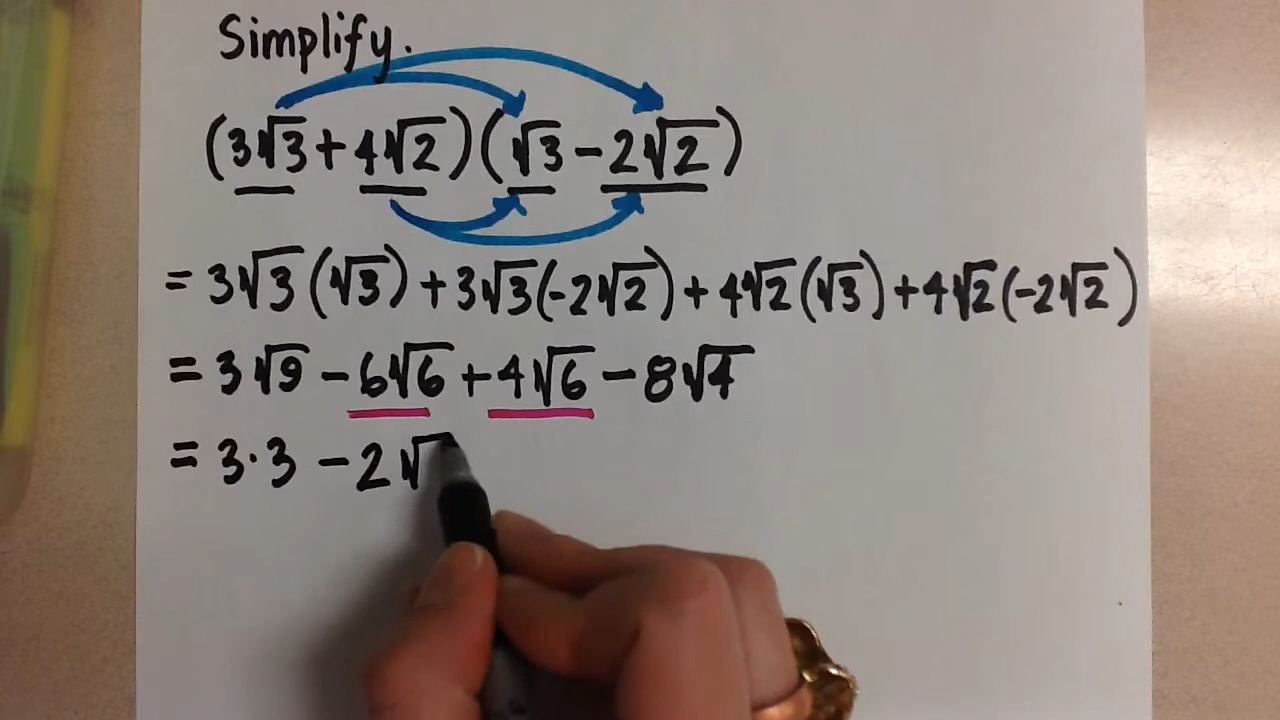 Simplify.
(3√3+4√2)(√3-2√2)
= 3√3(√3)+3√3(-2√2)+4√2(√3)+4√2(-2√2)
= 3√9-6√6+4√6-8√4
= 3·3-2√